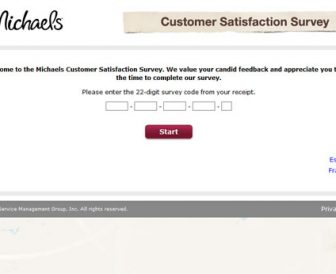 Michaels
Customer Satisfaction Survey
ome to the Michaels Customer Satisfaction Survey. We value your candid feedback and appreciate you t
the time to complete our survey.
Please enter the 22-digit survey code from your receipt.
- - - -
Start
Es
Fra
Service Management Group, Inc. All rights reserved.
Priva